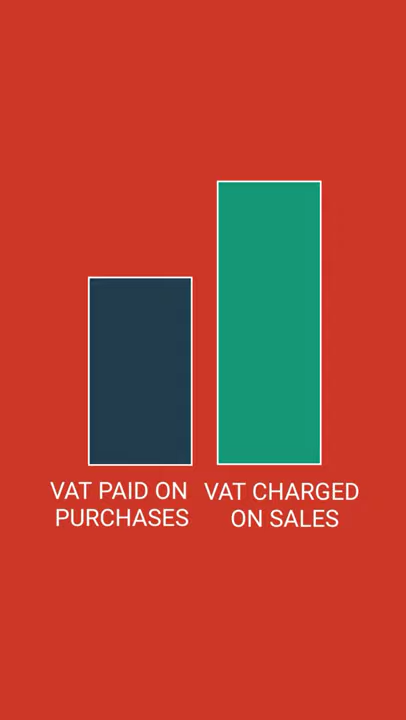 VAT PAID ON
PURCHASES
VAT CHARGED
ON SALES